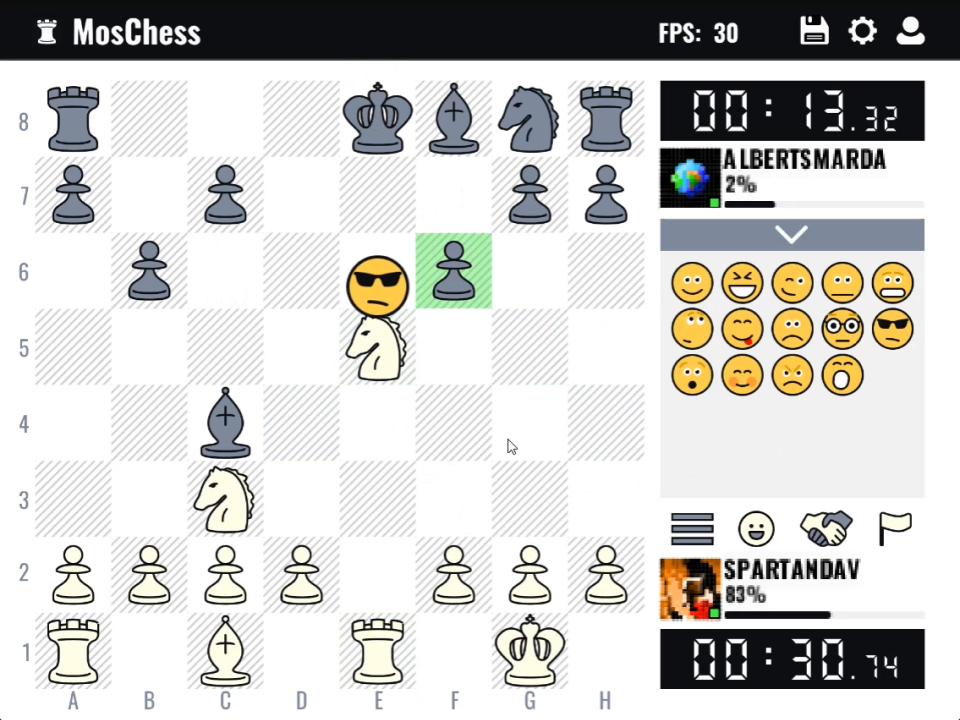 MosChess
FPS: 30
00:13.32
ALBERTSMARDA
2%
8
7
6
5
4
3
2
1
SPARTANDAV
83%
00:30.74
A B C D E F G H